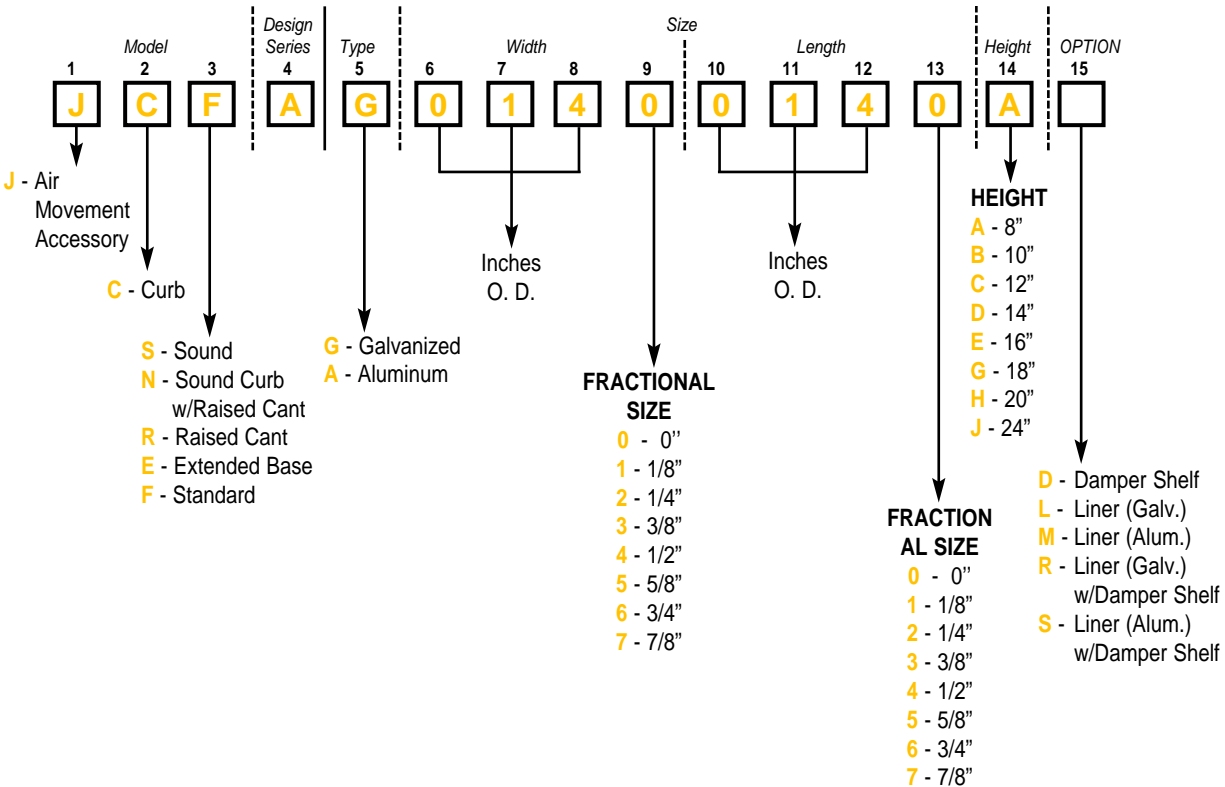 Design Size
Model Series Type Width Length Height OPTION
1 2 3 4 5 6 7 8 9 10 11 12 13 14 15
J C F A G 0 1 4 0 0 1 4 0 A
J - Air
Movement
Accessory
C - Curb
S - Sound
N - Sound Curb
w/Raised Cant
R - Raised Cant
E - Extended Base
F - Standard
G - Galvanized
A - Aluminum
Inches
O. D.
FRACTIONAL
SIZE
0 - 0’’
1 - 1/8”
2 - 1/4”
3 - 3/8”
4 - 1/2”
5 - 5/8”
6 - 3/4”
7 - 7/8”
Inches
O. D.
FRACTION
AL SIZE
0 - 0’’
1 - 1/8”
2 - 1/4”
3 - 3/8”
4 - 1/2”
5 - 5/8”
6 - 3/4”
7 - 7/8”
HEIGHT
A - 8”
B - 10”
C - 12”
D - 14”
E - 16”
G - 18”
H - 20”
J - 24”
D - Damper Shelf
L - Liner (Galv.)
M - Liner (Alum.)
R - Liner (Galv.)
w/Damper Shelf
S - Liner (Alum.)
w/Damper Shelf